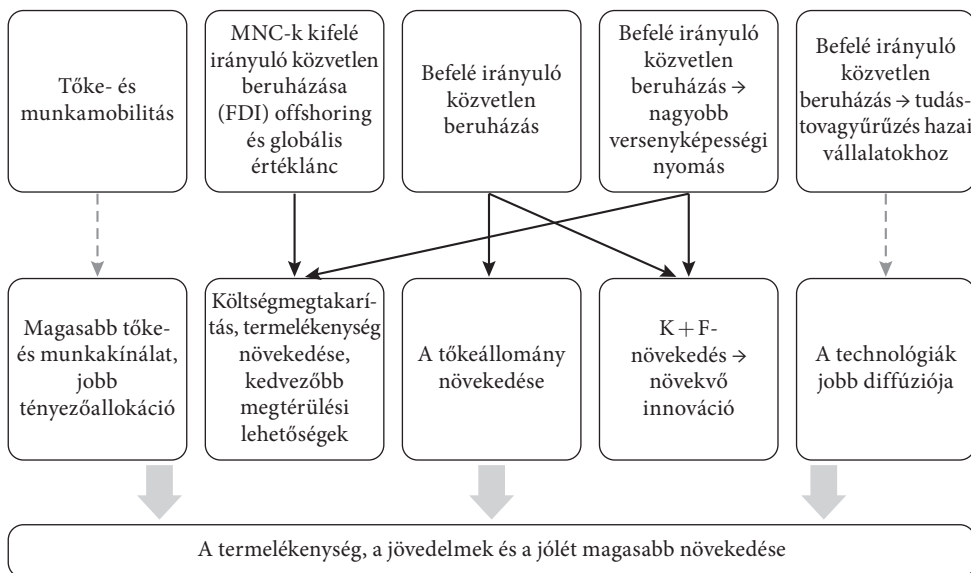 Tőke- és
munkamobilitás
MNC-k kifelé
irányuló közvetlen
beruházása
(FDI) offshoring
és globális
értéklánc
Befelé irányuló
közvetlen
beruházás
Befelé irányuló
közvetlen
beruházás →
nagyobb
versenyképességi
nyomás
Befelé irányuló
közvetlen
beruházás → tudás-
tovagyűrűzés hazai
vállalatokhoz
Magasabb tőke-
és munkakínálat,
jobb
tényezőallokáció
Költségmegtakarí-
tás, termelékenység
növekedése,
kedvezőbb
megtérülési
lehetőségek
A tőkeállomány
növekedése
K + F-
növekedés →
növekvő
innováció
A technológiák
jobb diffúziója
A termelékenység, a jövedelmek és a jólét magasabb növekedése